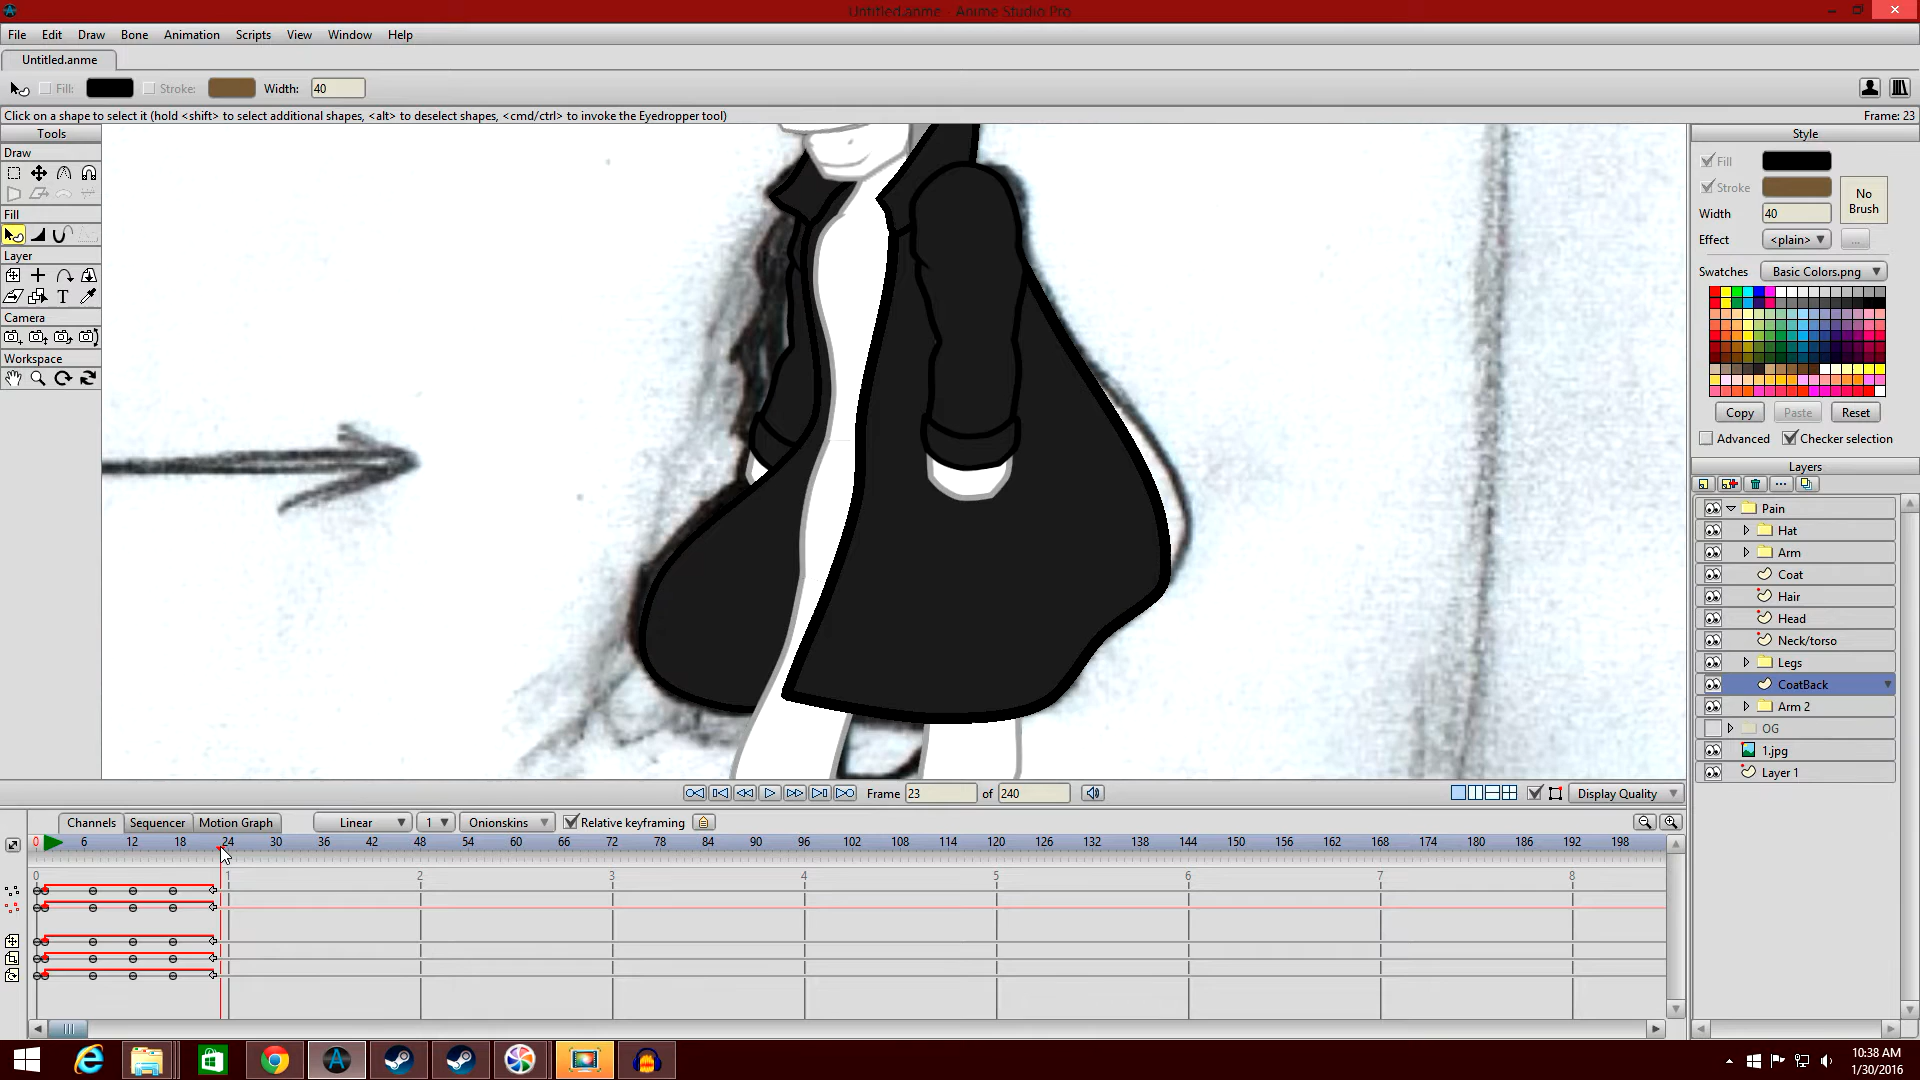 Untitled.anme - Anime Studio Pro
File Edit Draw Bone Animation Scripts View Window Help
Untitled.anme
Fill: Stroke: Width: 40
Click on a shape to select it (hold <shift> to select additional shapes, <alt> to deselect shapes, <cmd/ctrl> to invoke the Eyedropper tool) Frame: 23
Tools
Draw
Fill
Layer
T
Camera
Workspace
Style
Fill
Stroke
No
Brush
Width 40
Effect <plain> ...
Swatches Basic Colors.png
Copy Paste Reset
Advanced Checker selection
Layers
Pain
Hat
Arm
Coat
Hair
Head
Neck/torso
Legs
CoatBack
Arm 2
OG
1.jpg
Layer 1
Frame 23 of 240 Display Quality
Channels Sequencer Motion Graph Linear 1 Onionskins Relative keyframing
0 6 12 18 24 30 36 42 48 54 60 66 72 78 84 90 96 102 108 114 120 126 132 138 144 150 156 162 168 174 180 186 192 198
0 1 2 3 4 5 6 7 8
10:38 AM
1/30/2016